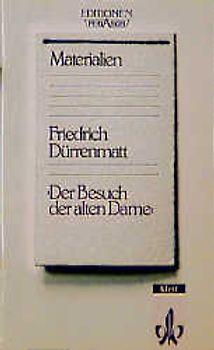 EDITIONEN
Materialien
Friedrich
Dürrenmatt
›Der Besuch
der alten Dame‹
Klett